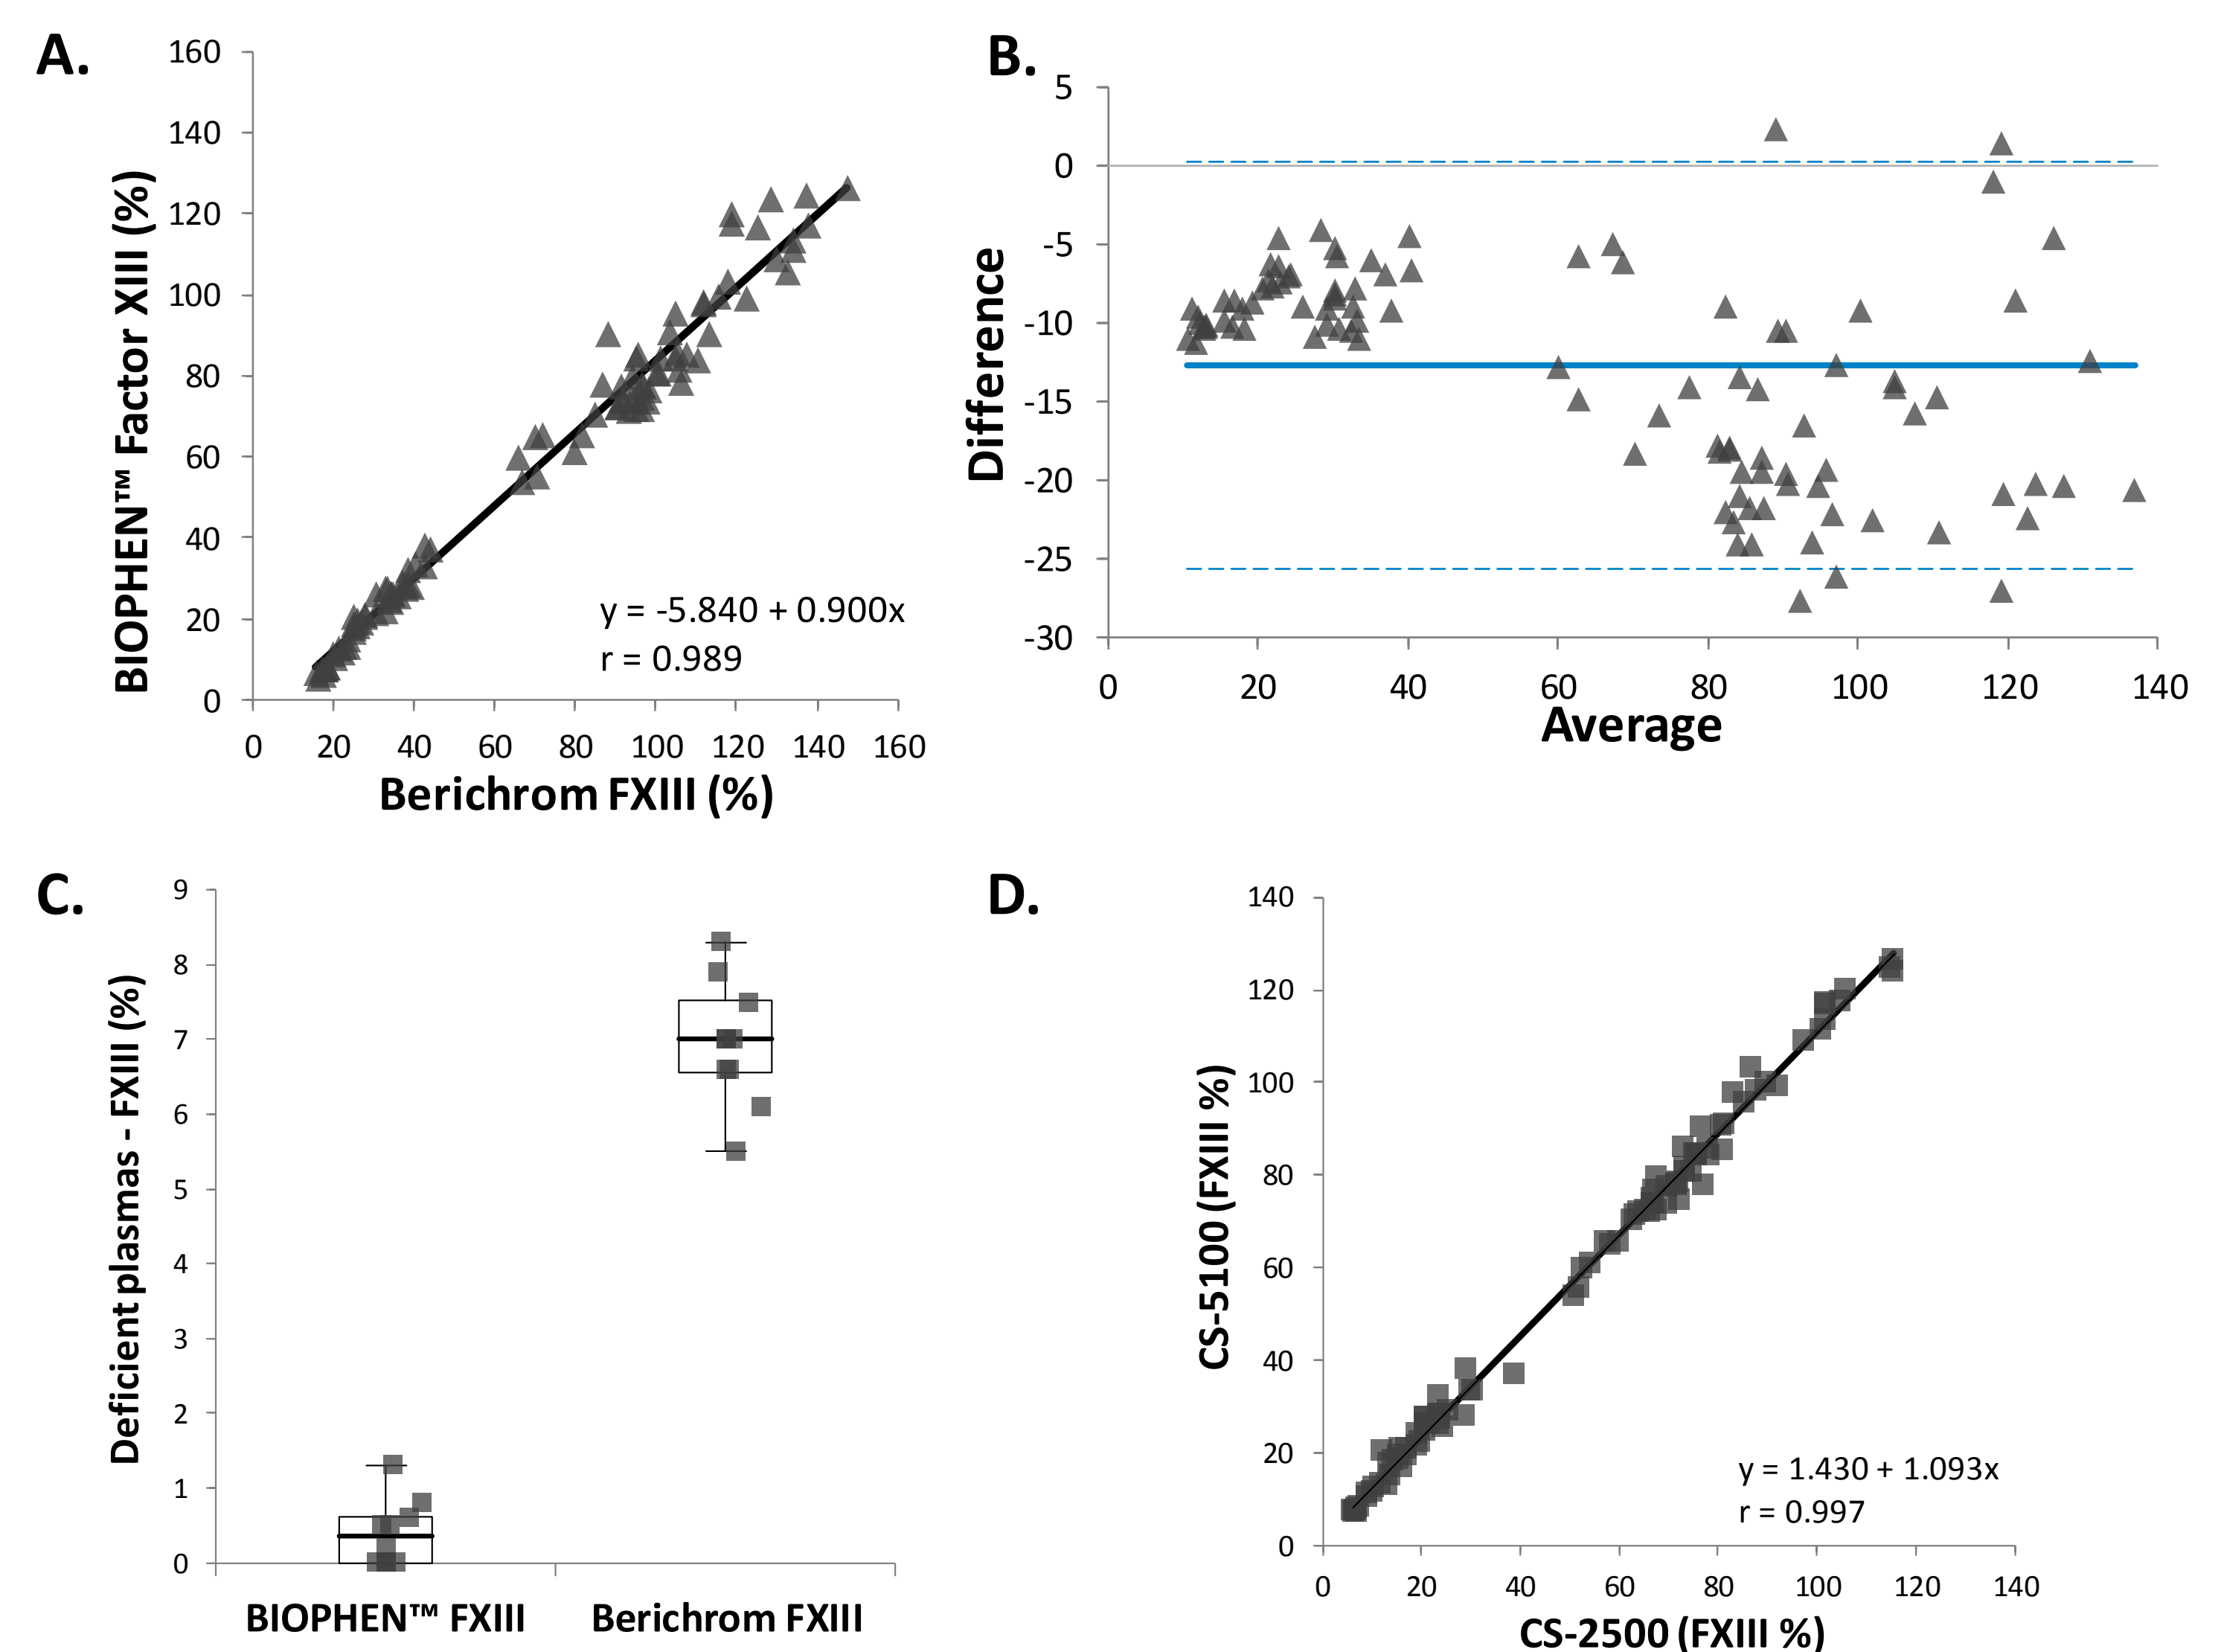 A.
160
140
120
100
80
60
40
20
0
BIOPHEN™ Factor XIII (%)
y = -5.840 + 0.900x
r = 0.989
0 20 40 60 80 100 120 140 160
Berichrom FXIII (%)
B.
5
0
-5
-10
-15
-20
-25
-30
Difference
0 20 40 60 80 100 120 140
Average
C.
9
8
7
6
5
4
3
2
1
0
Deficient plasmas - FXIII (%)
BIOPHEN™ FXIII Berichrom FXIII
D.
140
120
100
80
60
40
20
0
CS-5100 (FXIII %)
y = 1.430 + 1.093x
r = 0.997
0 20 40 60 80 100 120 140
CS-2500 (FXIII %)